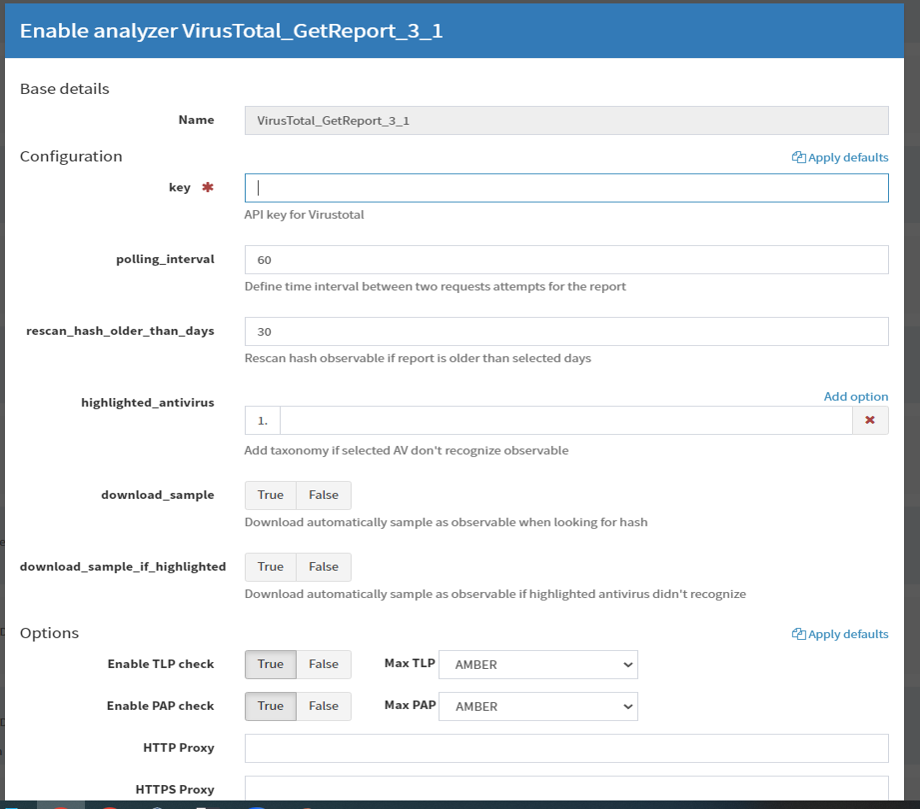 Enable analyzer VirusTotal_GetReport_3_1
Base details
Name VirusTotal_GetReport_3_1
Configuration Apply defaults
key *
API key for Virustotal
polling_interval 60
Define time interval between two requests attempts for the report
rescan_hash_older_than_days 30
Rescan hash observable if report is older than selected days
highlighted_antivirus Add option
1.
Add taxonomy if selected AV don't recognize observable
download_sample True False
Download automatically sample as observable when looking for hash
download_sample_if_highlighted True False
Download automatically sample as observable if highlighted antivirus didn't recognize
Options Apply defaults
Enable TLP check True False Max TLP AMBER
Enable PAP check True False Max PAP AMBER
HTTP Proxy
HTTPS Proxy